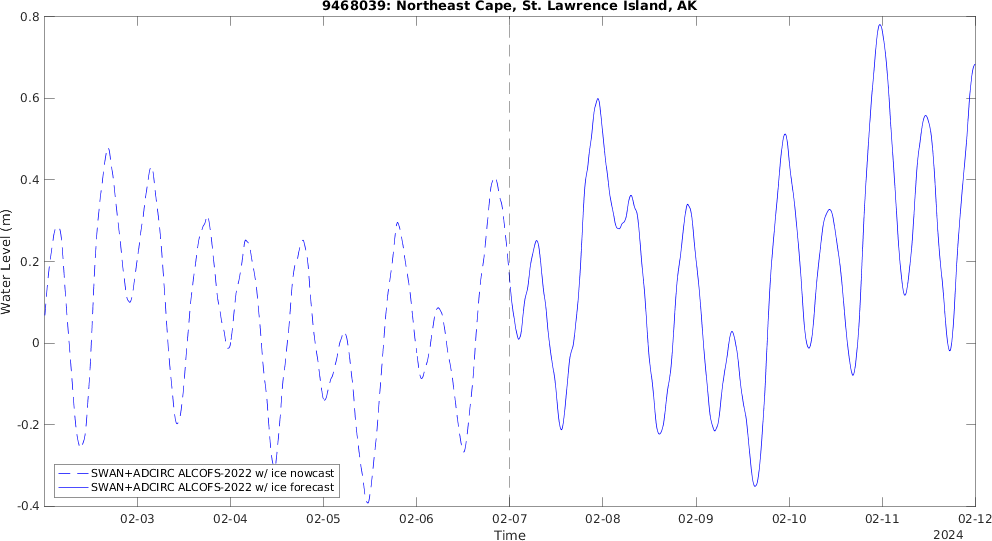 9468039: Northeast Cape, St. Lawrence Island, AK
Water Level (m)
0.8
0.6
0.4
0.2
0
-0.2
-0.4
SWAN+ADCIRC ALCOFS-2022 w/ ice nowcast
SWAN+ADCIRC ALCOFS-2022 w/ ice forecast
02-03 02-04 02-05 02-06 02-07 02-08 02-09 02-10 02-11 02-12
Time
2024